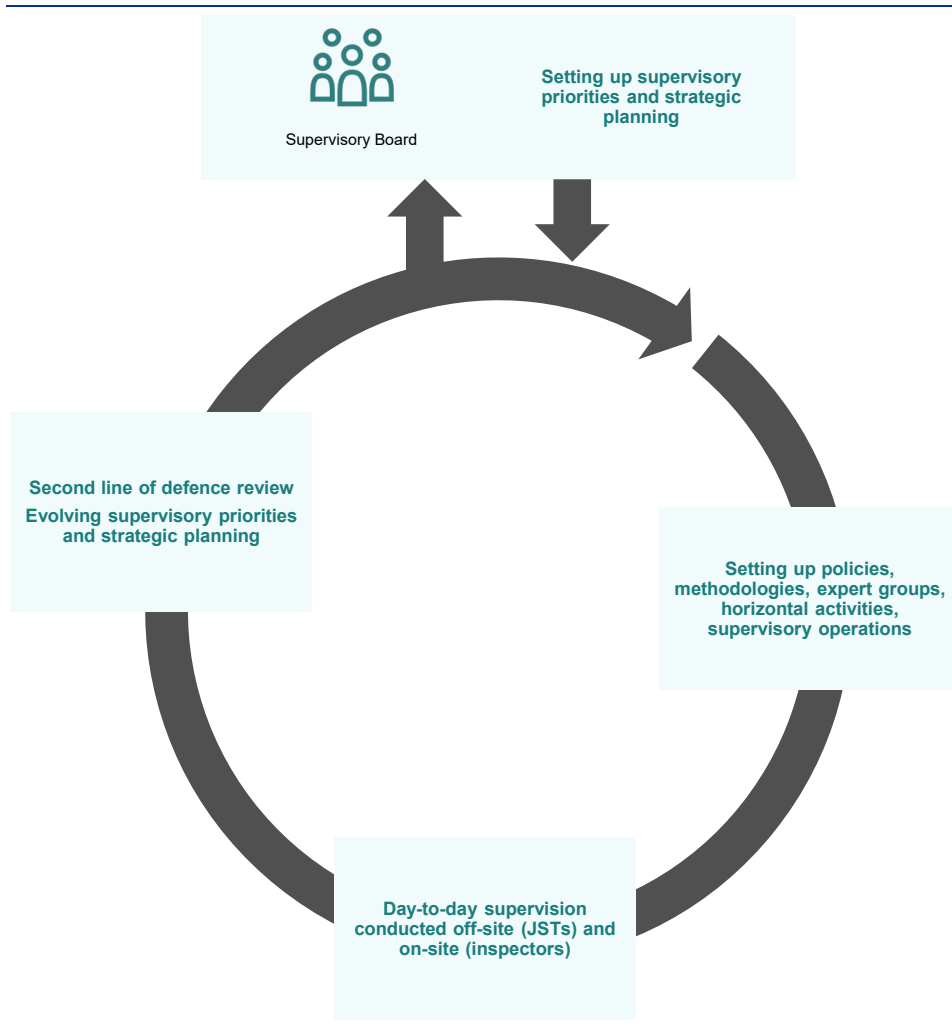 Supervisory Board
Setting up supervisory
priorities and strategic
planning
Second line of defence review
Evolving supervisory priorities
and strategic planning
Setting up policies,
methodologies, expert groups,
horizontal activities,
supervisory operations
Day-to-day supervision
conducted off-site (JSTs) and
on-site (inspectors)